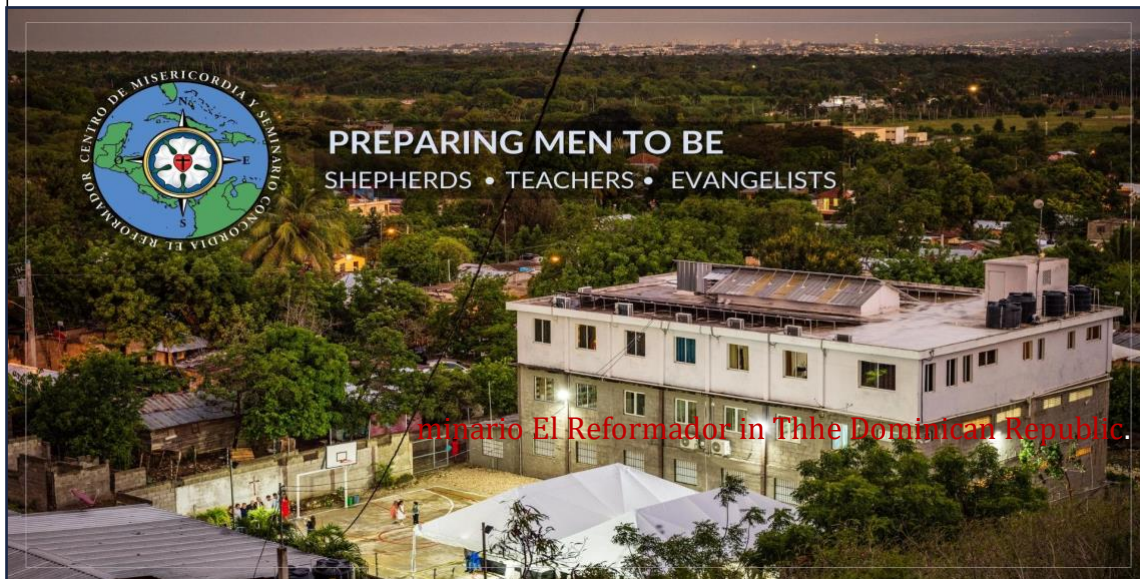 CENTRO DE MISERICORDIA Y SEMINARIO CONCORDIA EL REFORMADOR
N
O
E
S
PREPARING MEN TO BE
SHEPHERDS • TEACHERS • EVANGELISTS
minario El Reformador in Thhe Dominican Republic.